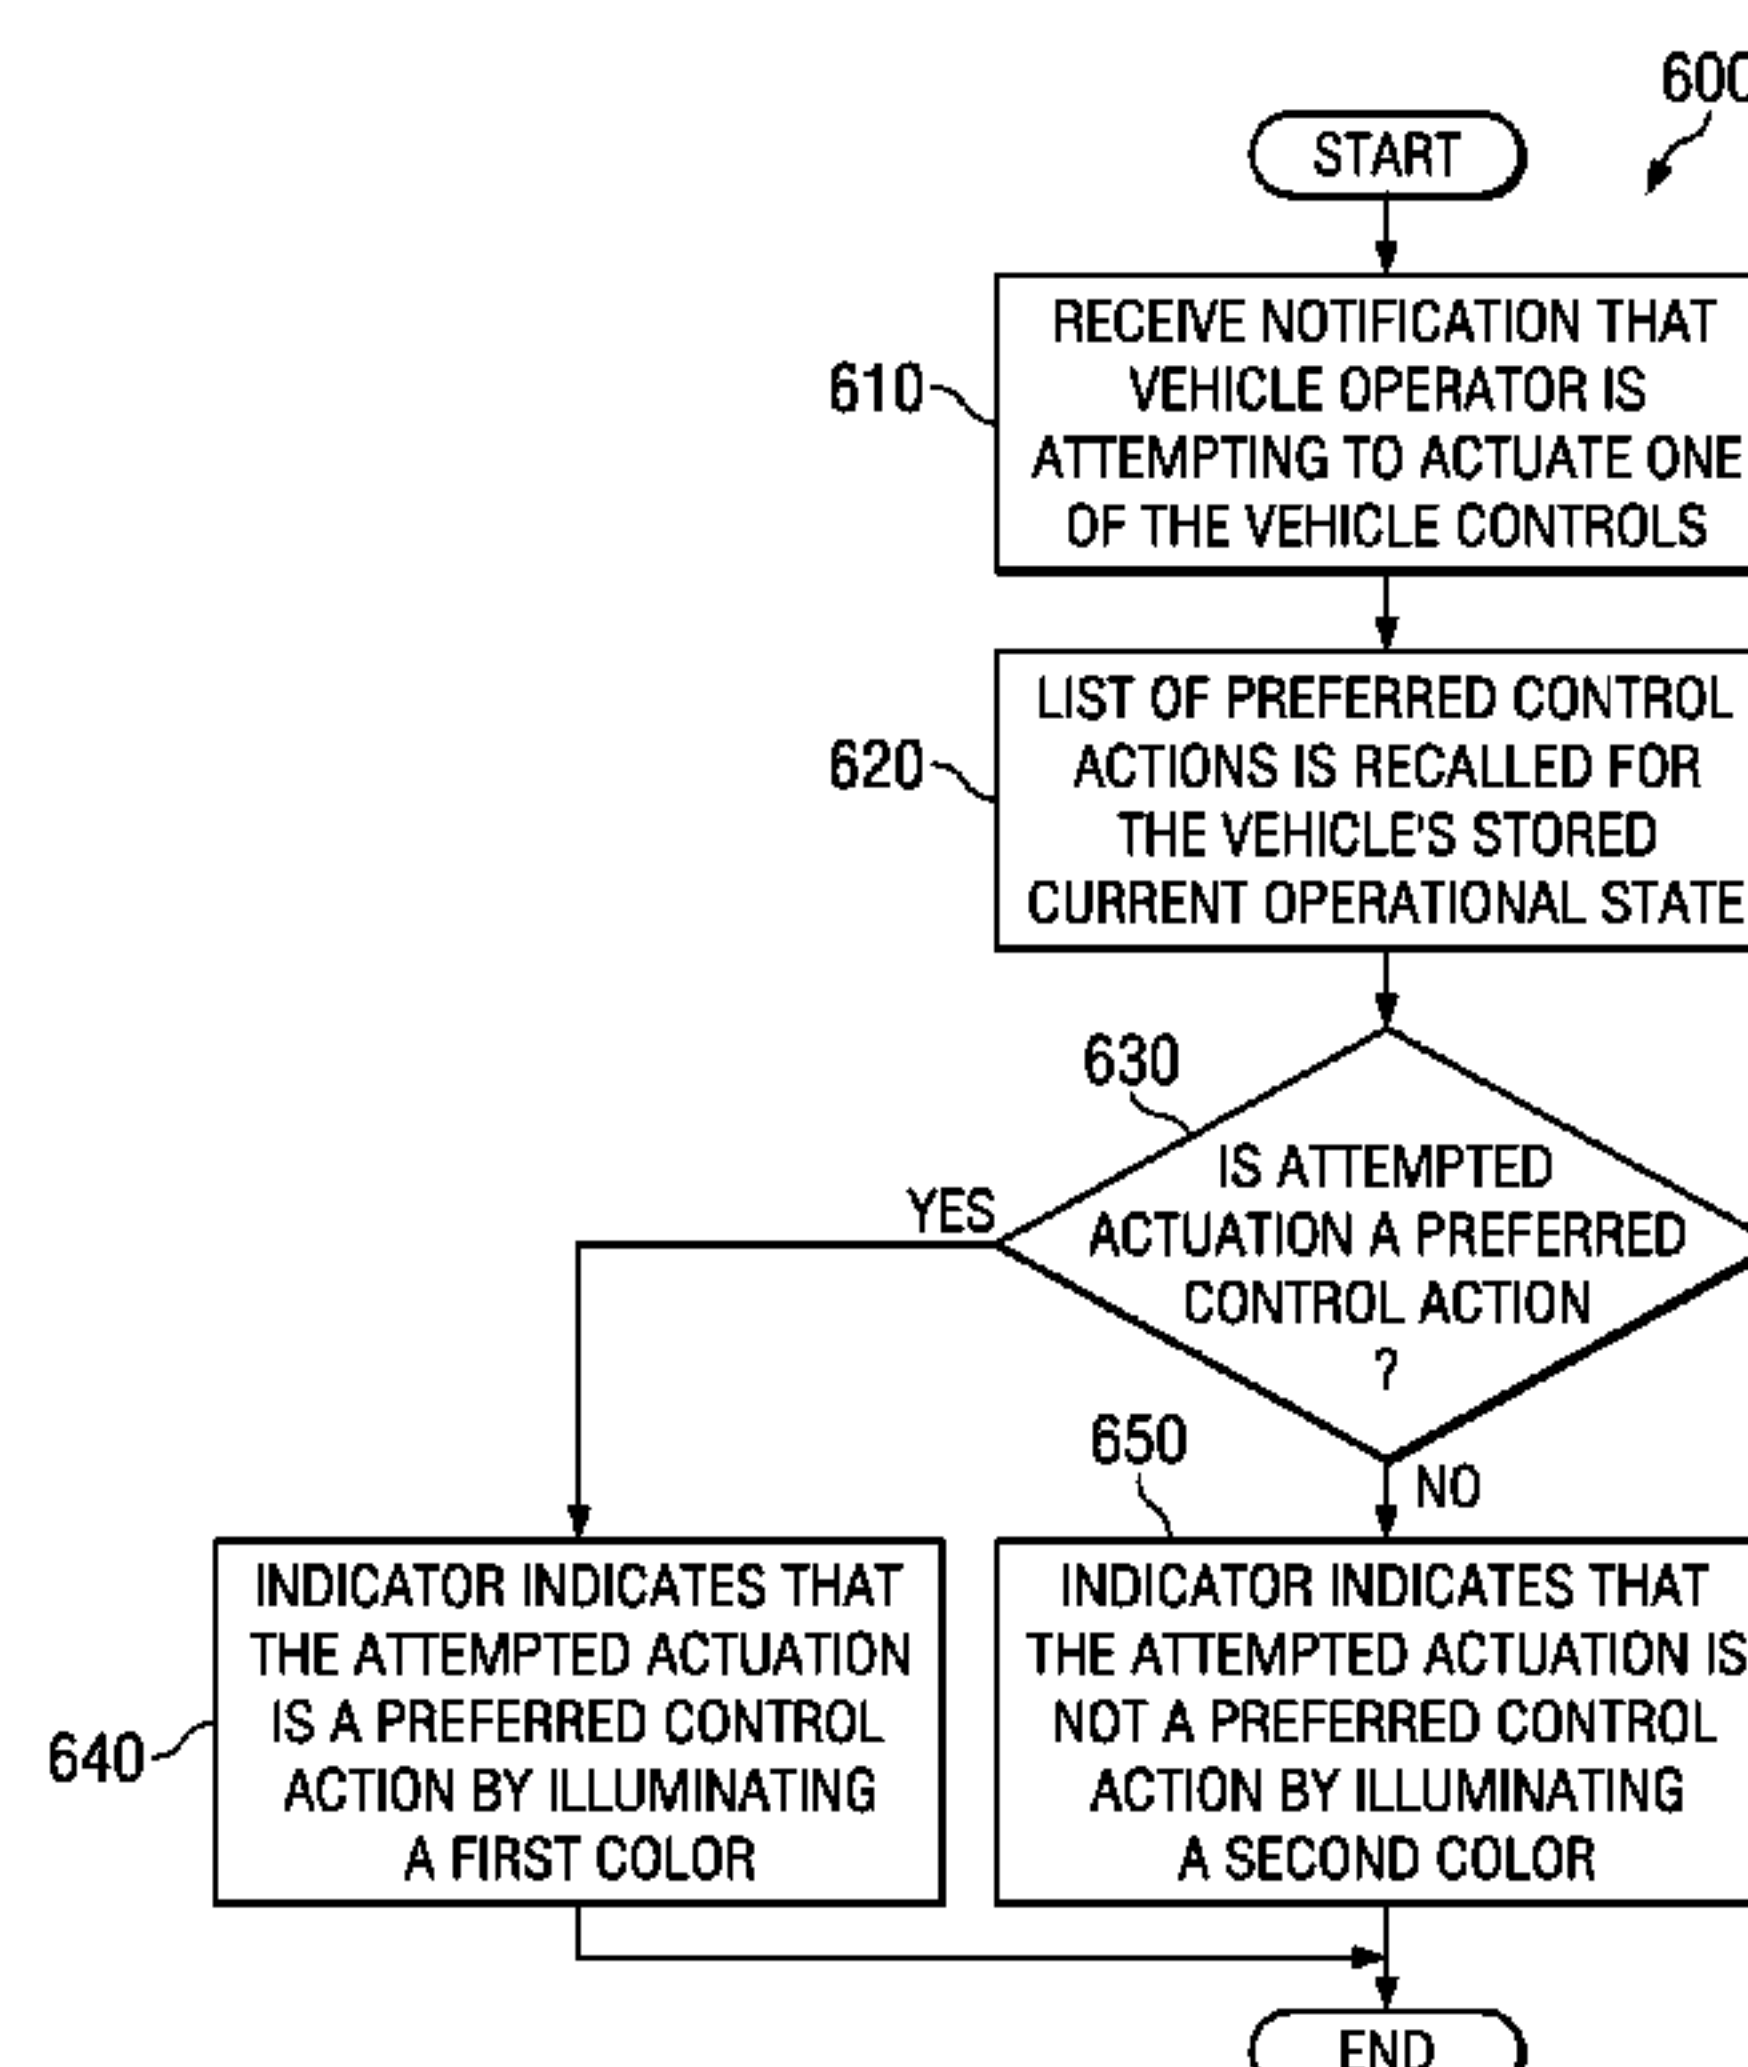 600
START
RECEIVE NOTIFICATION THAT
VEHICLE OPERATOR IS
ATTEMPTING TO ACTUATE ONE
OF THE VEHICLE CONTROLS
610
LIST OF PREFERRED CONTROL
ACTIONS IS RECALLED FOR
THE VEHICLE'S STORED
CURRENT OPERATIONAL STATE
620
630
IS ATTEMPTED
ACTUATION A PREFERRED
CONTROL ACTION
?
YES
NO
650
INDICATOR INDICATES THAT
THE ATTEMPTED ACTUATION
IS A PREFERRED CONTROL
ACTION BY ILLUMINATING
A FIRST COLOR
640
INDICATOR INDICATES THAT
THE ATTEMPTED ACTUATION IS
NOT A PREFERRED CONTROL
ACTION BY ILLUMINATING
A SECOND COLOR
END